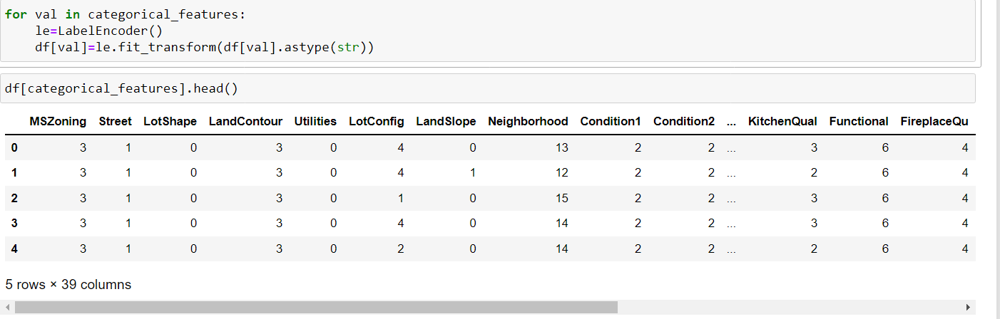 for val in categorical_features:
    le=LabelEncoder()
    df[val]=le.fit_transform(df[val].astype(str))
df[categorical_features].head()
MSZoning Street LotShape LandContour Utilities LotConfig LandSlope Neighborhood Condition1 Condition2 ... KitchenQual Functional FireplaceQu
0 3 1 0 3 0 4 0 13 2 2 ... 3 6 4
1 3 1 0 3 0 4 1 12 2 2 ... 2 6 4
2 3 1 0 3 0 1 0 15 2 2 ... 3 6 4
3 3 1 0 3 0 4 0 14 2 2 ... 3 6 4
4 3 1 0 3 0 2 0 14 2 2 ... 2 6 4
5 rows × 39 columns